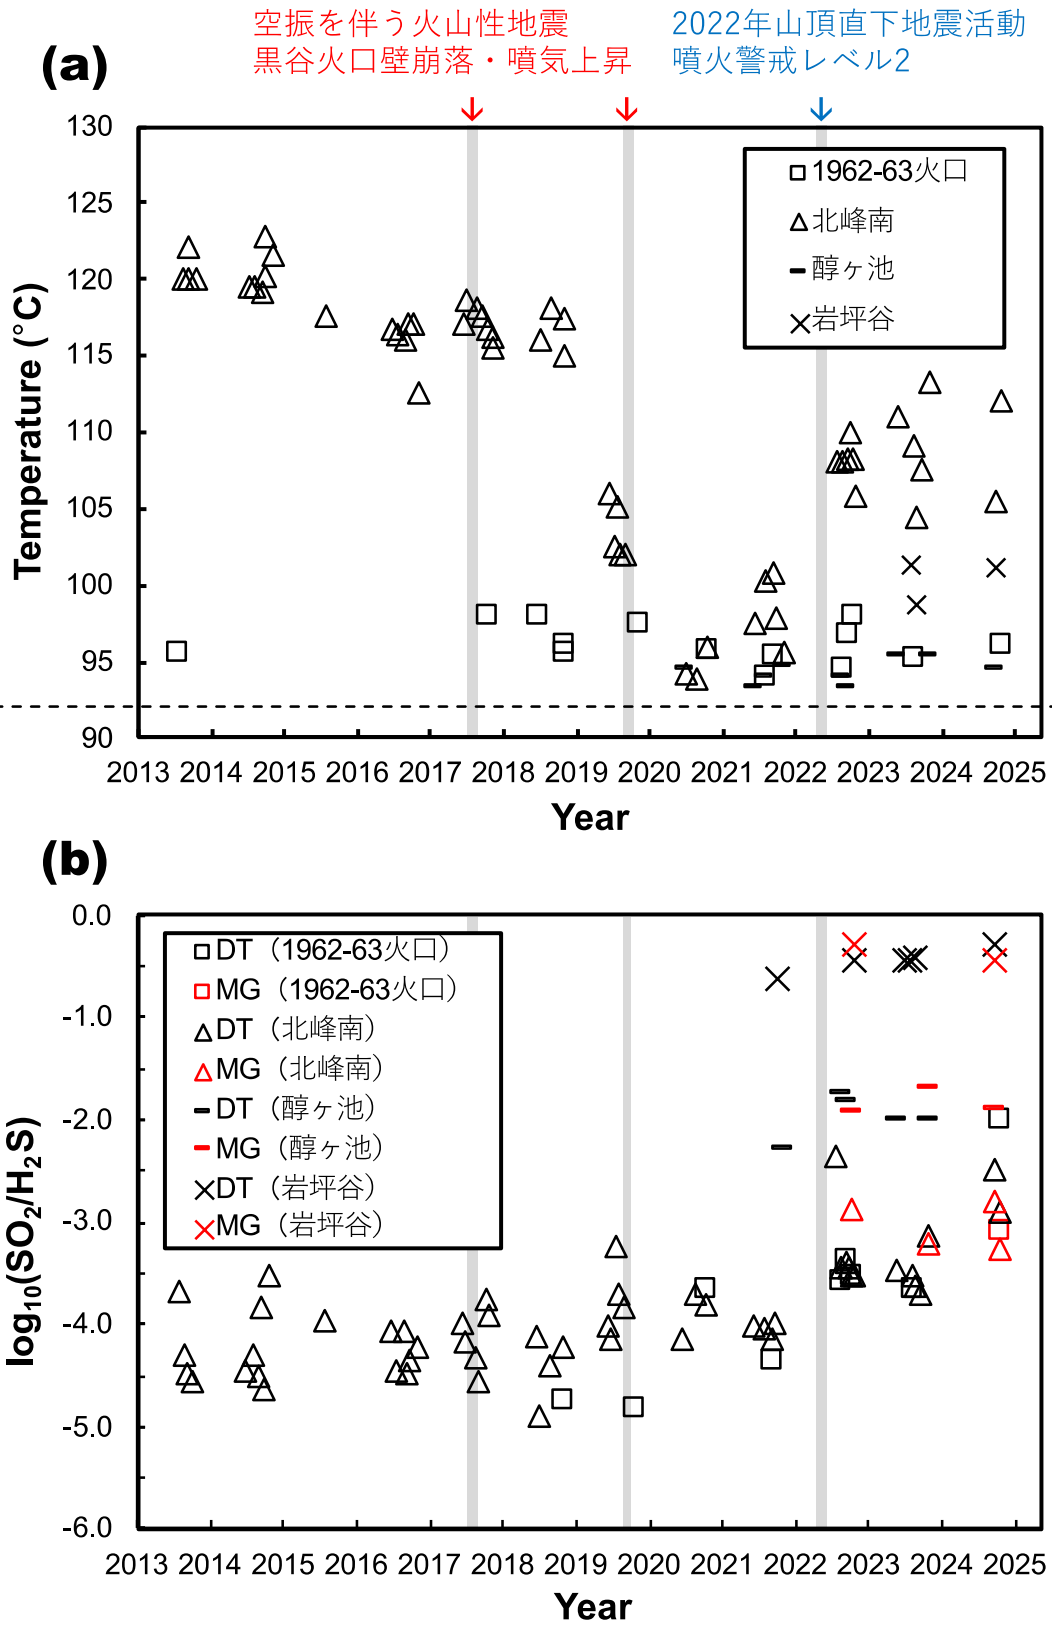 空振を伴う火山性地震
黒谷火口壁崩落・噴気上昇
2022年山頂直下地震活動
噴火警戒レベル2
(a)
130
125
120
115
110
105
100
95
90
Temperature (°C)
1962-63火口
北峰南
醇ヶ池
岩坪谷
2013 2014 2015 2016 2017 2018 2019 2020 2021 2022 2023 2024 2025
Year
(b)
0.0
-1.0
-2.0
-3.0
-4.0
-5.0
-6.0
log₁₀(SO₂/H₂S)
DT（1962-63火口）
MG（1962-63火口）
DT（北峰南）
MG（北峰南）
DT（醇ヶ池）
MG（醇ヶ池）
DT（岩坪谷）
MG（岩坪谷）
2013 2014 2015 2016 2017 2018 2019 2020 2021 2022 2023 2024 2025
Year